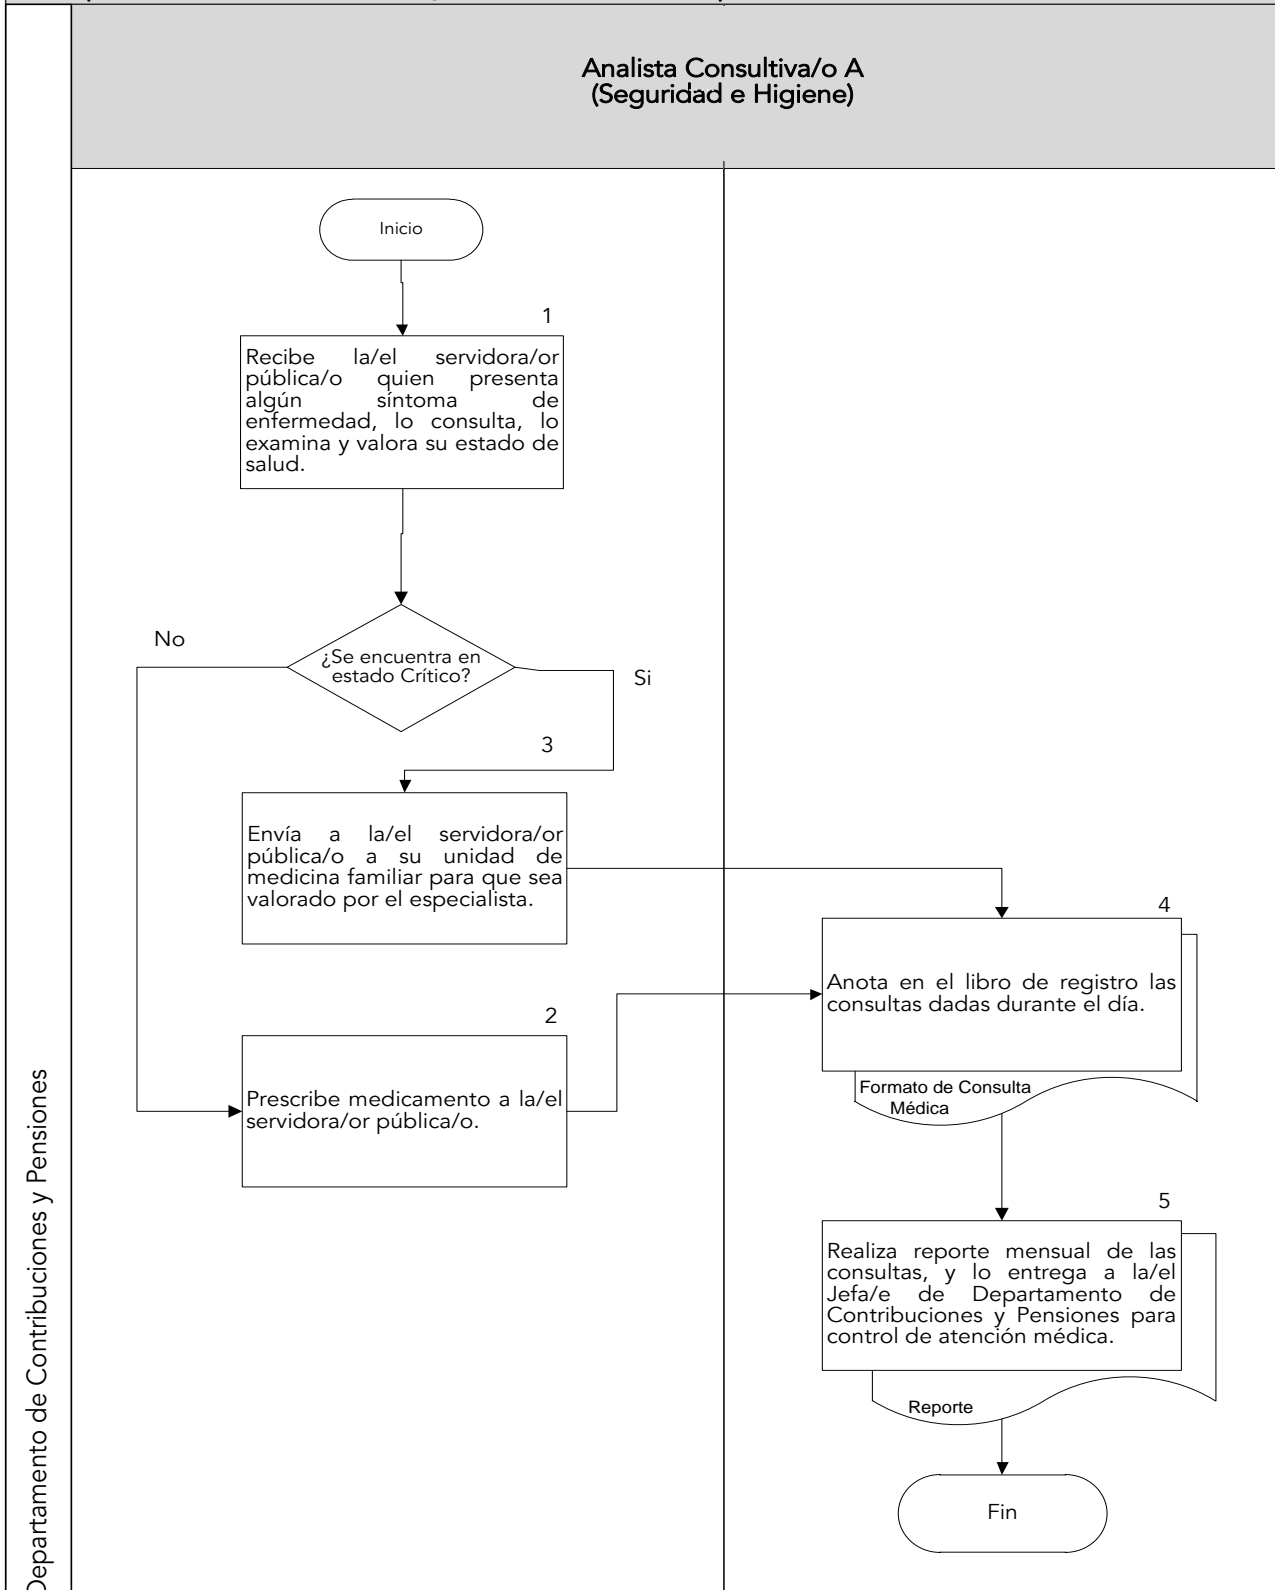 Analista Consultiva/o A
(Seguridad e Higiene)
Inicio
1
Recibe la/el servidora/or
pública/o quien presenta
algún síntoma de
enfermedad, lo consulta, lo
examina y valora su estado de
salud.
No
¿Se encuentra en
estado Crítico?
Si
3
Envía a la/el servidora/or
pública/o a su unidad de
medicina familiar para que sea
valorado por el especialista.
4
Anota en el libro de registro las
consultas dadas durante el día.
Formato de Consulta
Médica
2
Prescribe medicamento a la/el
servidora/or pública/o.
5
Realiza reporte mensual de las
consultas, y lo entrega a la/el
Jefa/e de Departamento de
Contribuciones y Pensiones para
control de atención médica.
Reporte
Fin
Departamento de Contribuciones y Pensiones